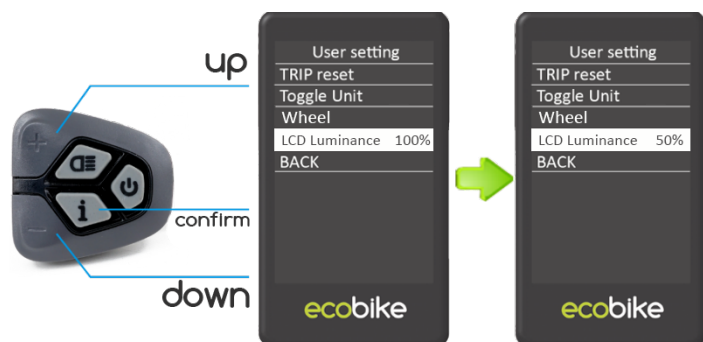 up
+
i
confirm
−
down
User setting
TRIP reset
Toggle Unit
Wheel
LCD Luminance 100%
BACK
ecobike
User setting
TRIP reset
Toggle Unit
Wheel
LCD Luminance 50%
BACK
ecobike